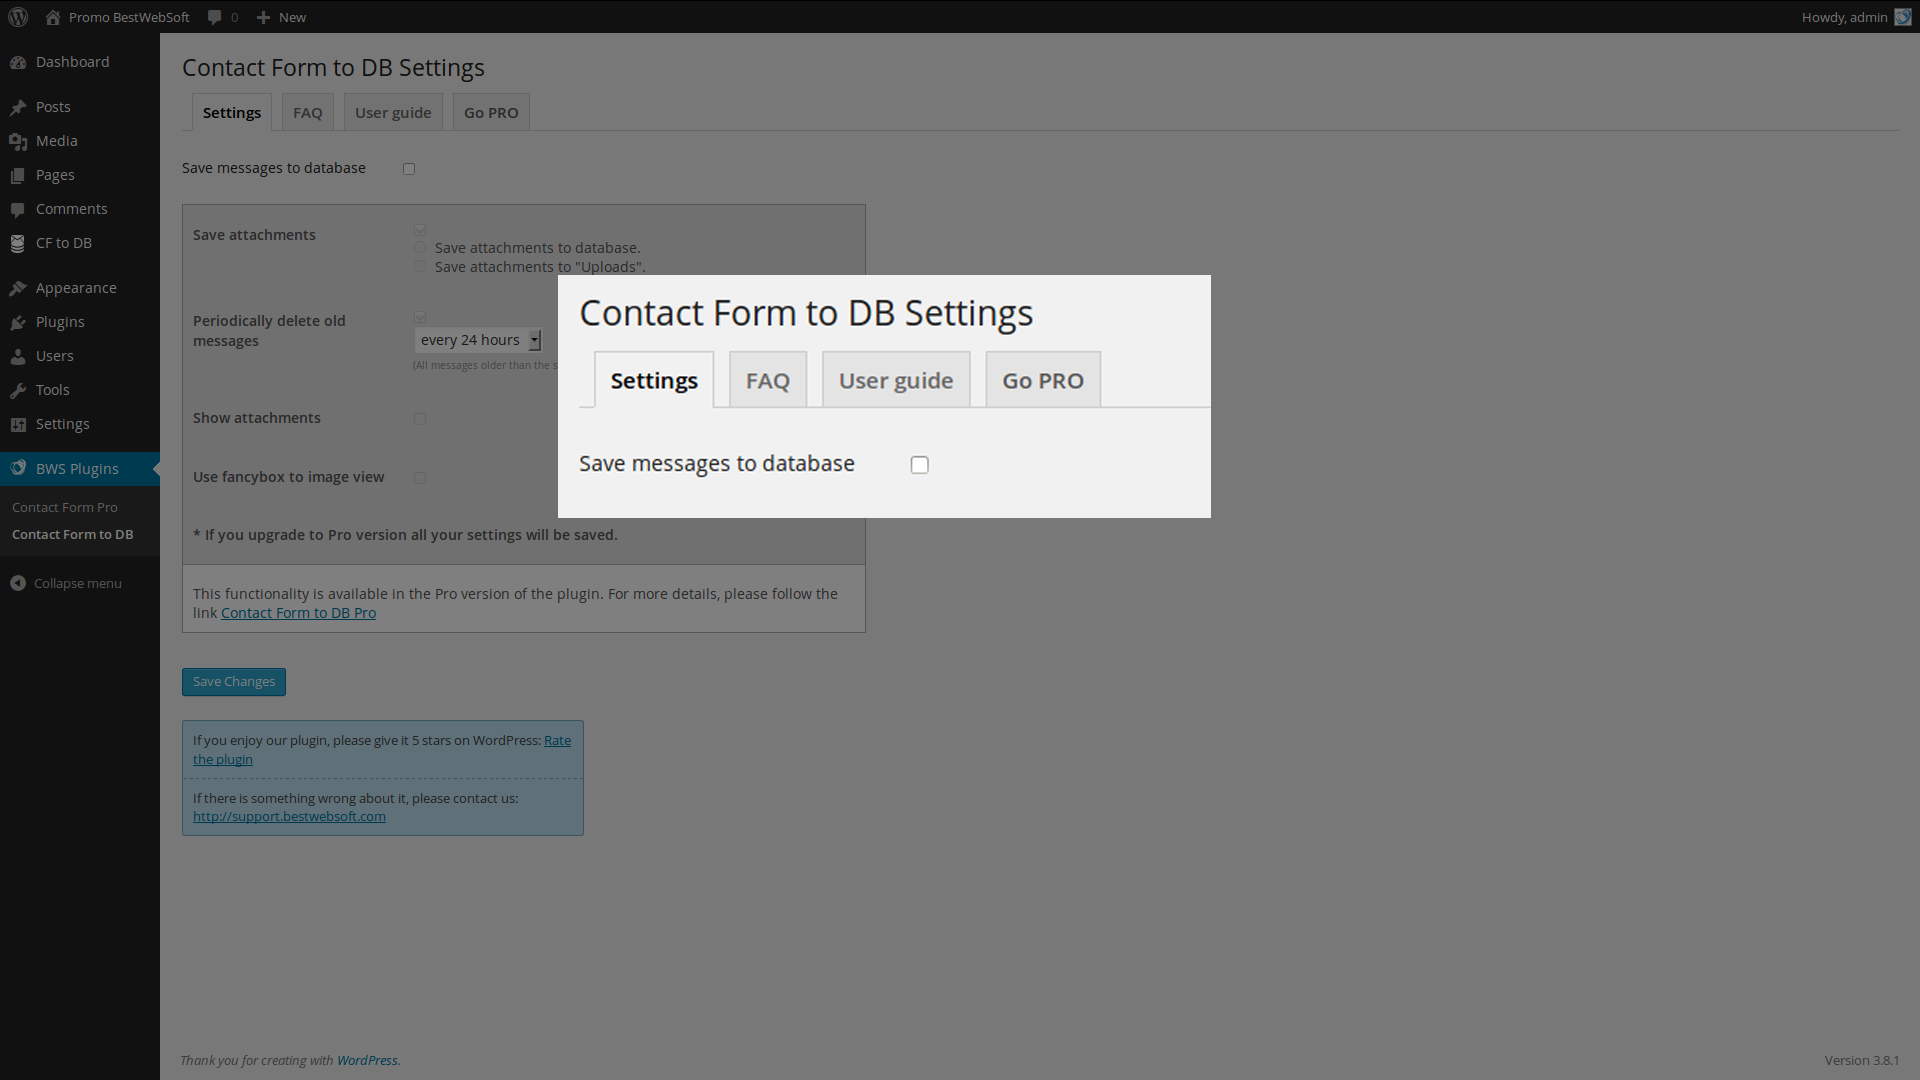 Promo BestWebSoft 0 New Howdy, admin
Dashboard
Posts
Media
Pages
Comments
CF to DB
Appearance
Plugins
Users
Tools
Settings
BWS Plugins
Contact Form Pro
Contact Form to DB
Collapse menu
Contact Form to DB Settings
Settings FAQ User guide Go PRO
Save messages to database
Save attachments
Save attachments to database.
Save attachments to "Uploads".
Periodically delete old
messages
every 24 hours
(All messages older than the s
Show attachments
Use fancybox to image view
* If you upgrade to Pro version all your settings will be saved.
This functionality is available in the Pro version of the plugin. For more details, please follow the
link Contact Form to DB Pro
Contact Form to DB Settings
Settings FAQ User guide Go PRO
Save messages to database
Save Changes
If you enjoy our plugin, please give it 5 stars on WordPress: Rate
the plugin
If there is something wrong about it, please contact us:
http://support.bestwebsoft.com
Thank you for creating with WordPress.
Version 3.8.1